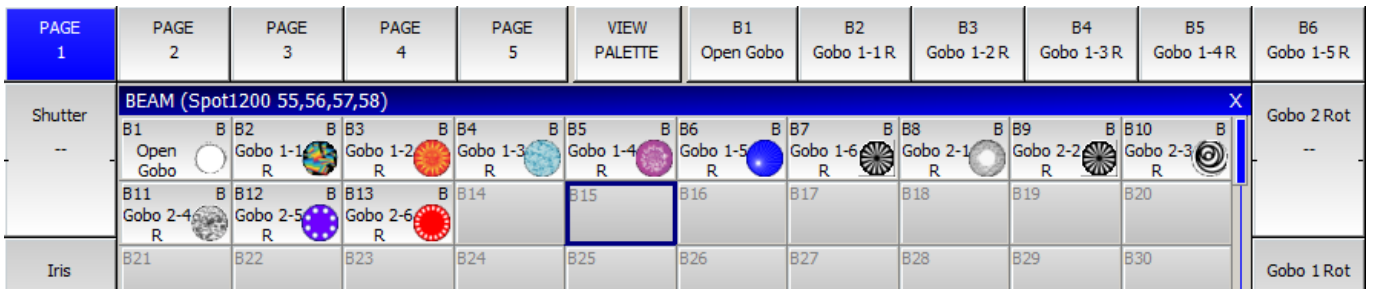 PAGE
1
PAGE
2
PAGE
3
PAGE
4
PAGE
5
VIEW
PALETTE
B1
Open Gobo
B2
Gobo 1-1 R
B3
Gobo 1-2 R
B4
Gobo 1-3 R
B5
Gobo 1-4 R
B6
Gobo 1-5 R
Shutter
--
BEAM (Spot1200 55,56,57,58) X
Gobo 2 Rot
--
B1 B
Open
Gobo
B2 B
Gobo 1-1
R
B3 B
Gobo 1-2
R
B4 B
Gobo 1-3
R
B5 B
Gobo 1-4
R
B6 B
Gobo 1-5
R
B7 B
Gobo 1-6
R
B8 B
Gobo 2-1
R
B9 B
Gobo 2-2
R
B10 B
Gobo 2-3
R
B11 B
Gobo 2-4
R
B12 B
Gobo 2-5
R
B13 B
Gobo 2-6
R
B14
B15
B16
B17
B18
B19
B20
Iris
B21
B22
B23
B24
B25
B26
B27
B28
B29
B30
Gobo 1 Rot